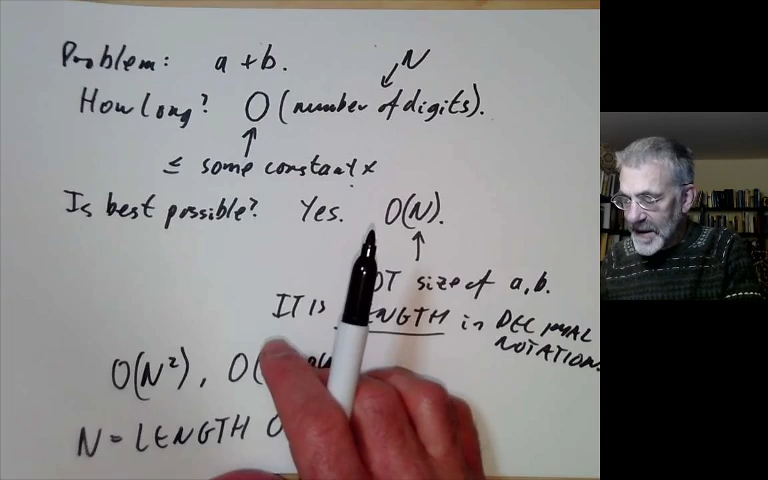 Problem: a + b.
N
How long? O(number of digits).
≤ some constant ×
Is best possible? Yes. O(N).
size of a, b.
IT IS LENGTH in DECIMAL
NOTATION
O(N²), O(
N = LENGTH